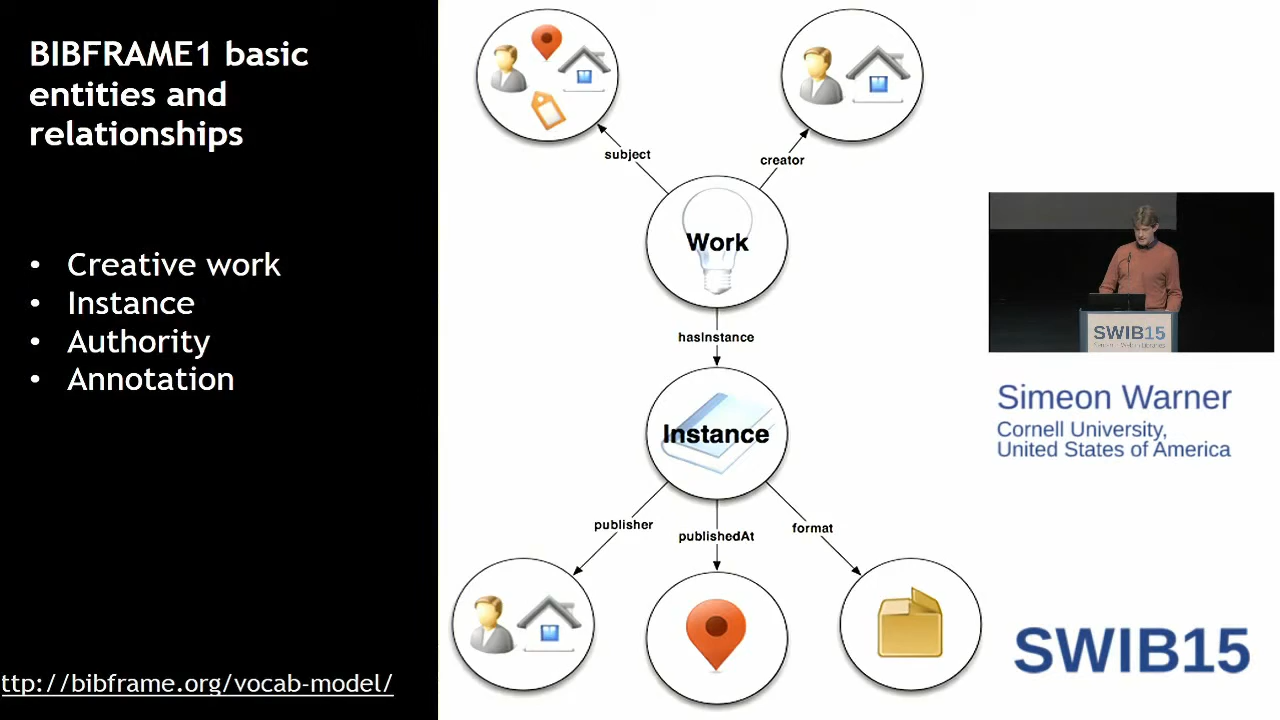 BIBFRAME1 basic
entities and
relationships
• Creative work
• Instance
• Authority
• Annotation
ttp://bibframe.org/vocab-model/
subject
creator
Work
hasInstance
Instance
publisher
publishedAt
format
SWIB15
Simeon Warner
Cornell University,
United States of America
SWIB15